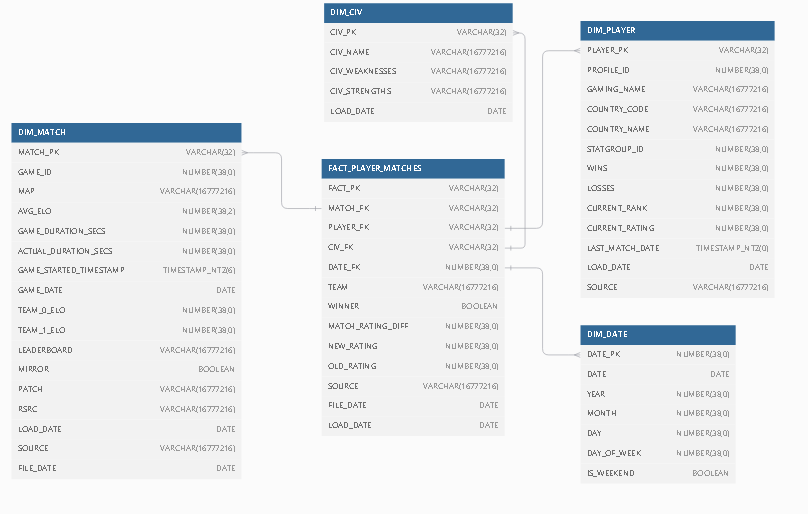 DIM_CIV
CIV_PK VARCHAR(32)
CIV_NAME VARCHAR(16777216)
CIV_WEAKNESSES VARCHAR(16777216)
CIV_STRENGTHS VARCHAR(16777216)
LOAD_DATE DATE
DIM_PLAYER
PLAYER_PK VARCHAR(32)
PROFILE_ID NUMBER(38,0)
GAMING_NAME VARCHAR(16777216)
COUNTRY_CODE VARCHAR(16777216)
COUNTRY_NAME VARCHAR(16777216)
STATGROUP_ID NUMBER(38,0)
WINS NUMBER(38,0)
LOSSES NUMBER(38,0)
CURRENT_RANK NUMBER(38,0)
CURRENT_RATING NUMBER(38,0)
LAST_MATCH_DATE TIMESTAMP_NTZ(0)
LOAD_DATE DATE
SOURCE VARCHAR(16777216)
DIM_MATCH
MATCH_PK VARCHAR(32)
GAME_ID NUMBER(38,0)
MAP VARCHAR(16777216)
AVG_ELO NUMBER(38,2)
GAME_DURATION_SECS NUMBER(38,0)
ACTUAL_DURATION_SECS NUMBER(38,0)
GAME_STARTED_TIMESTAMP TIMESTAMP_NTZ(6)
GAME_DATE DATE
TEAM_0_ELO NUMBER(38,0)
TEAM_1_ELO NUMBER(38,0)
LEADERBOARD VARCHAR(16777216)
MIRROR BOOLEAN
PATCH VARCHAR(16777216)
RSRC VARCHAR(16777216)
LOAD_DATE DATE
SOURCE VARCHAR(16777216)
FILE_DATE DATE
FACT_PLAYER_MATCHES
FACT_PK VARCHAR(32)
MATCH_FK VARCHAR(32)
PLAYER_FK VARCHAR(32)
CIV_FK VARCHAR(32)
DATE_FK NUMBER(38,0)
TEAM VARCHAR(16777216)
WINNER BOOLEAN
MATCH_RATING_DIFF NUMBER(38,0)
NEW_RATING NUMBER(38,0)
OLD_RATING NUMBER(38,0)
SOURCE VARCHAR(16777216)
FILE_DATE DATE
LOAD_DATE DATE
DIM_DATE
DATE_PK NUMBER(38,0)
DATE DATE
YEAR NUMBER(38,0)
MONTH NUMBER(38,0)
DAY NUMBER(38,0)
DAY_OF_WEEK NUMBER(38,0)
IS_WEEKEND BOOLEAN